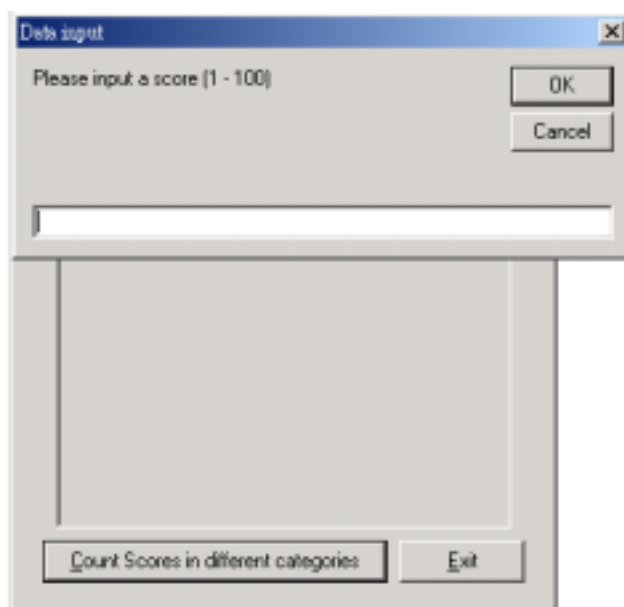 Data input
Please input a score (1 - 100)
OK
Cancel
Count Scores in different categories
Exit